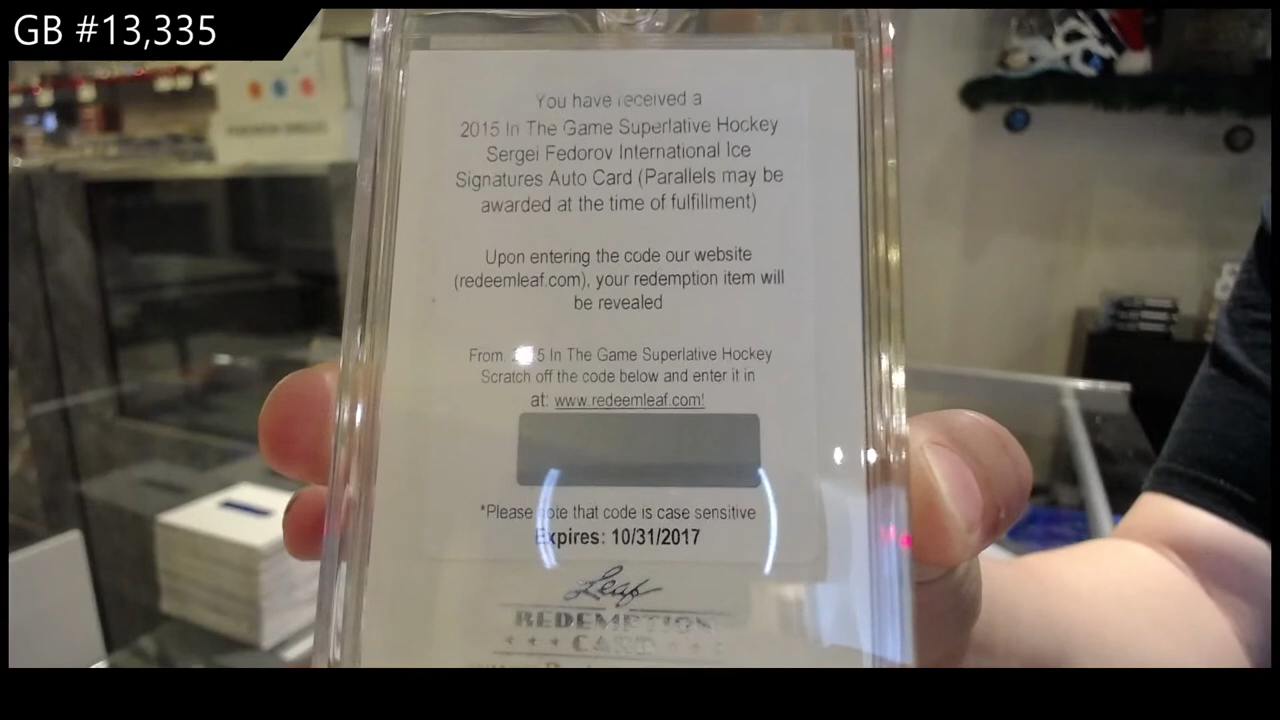 GB #13,335
You have received a
2015 In The Game Superlative Hockey
Sergei Fedorov International Ice
Signatures Auto Card (Parallels may be
awarded at the time of fulfillment)
Upon entering the code our website
(redeemleaf.com), your redemption item will
be revealed
From 5 In The Game Superlative Hockey
Scratch off the code below and enter it in
at: www.redeemleaf.com!
*Please note that code is case sensitive
Expires: 10/31/2017
Leaf
REDEMPTION
CARD